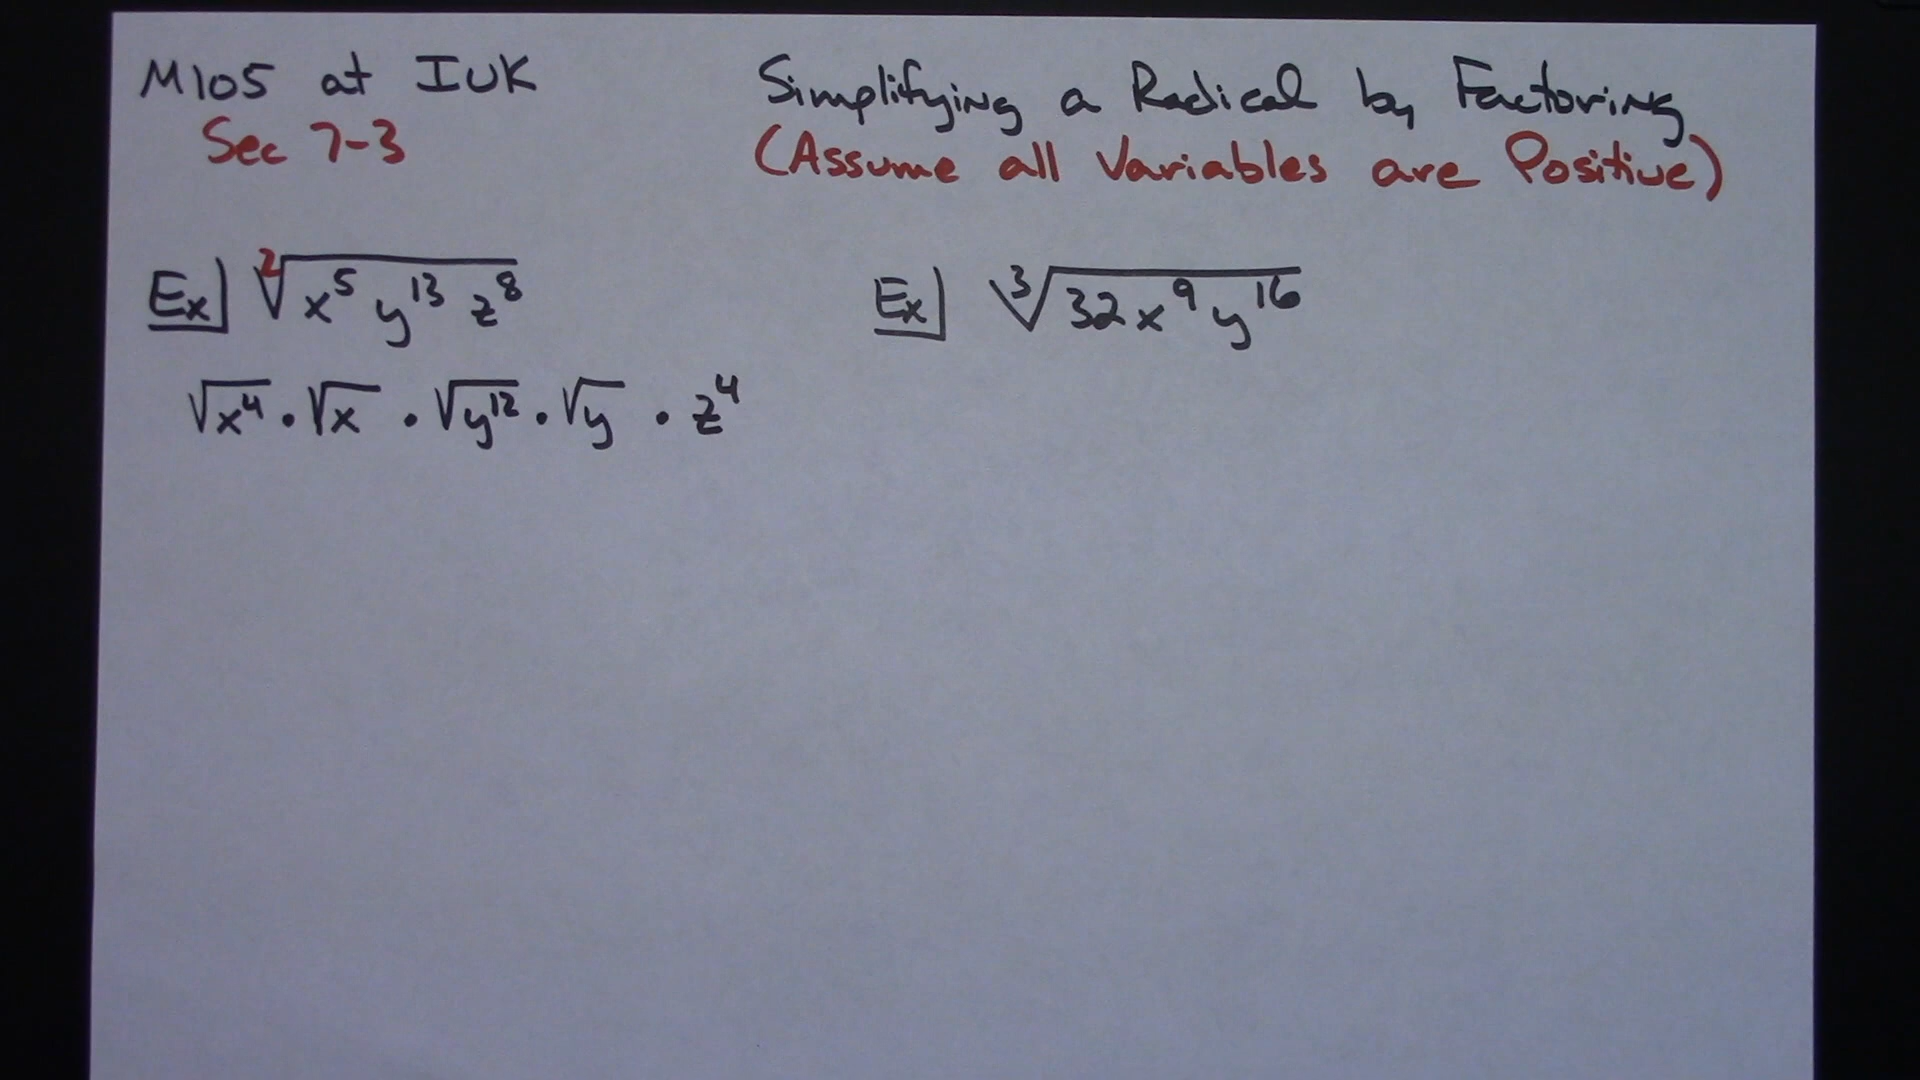 M105 at IUK
Sec 7-3
Simplifying a Radical by Factoring
(Assume all Variables are Positive)
Ex] ²√(x⁵ y¹³ z⁸)
√x⁴ • √x • √y¹² • √y • z⁴
Ex] ³√(32x⁹y¹⁶)